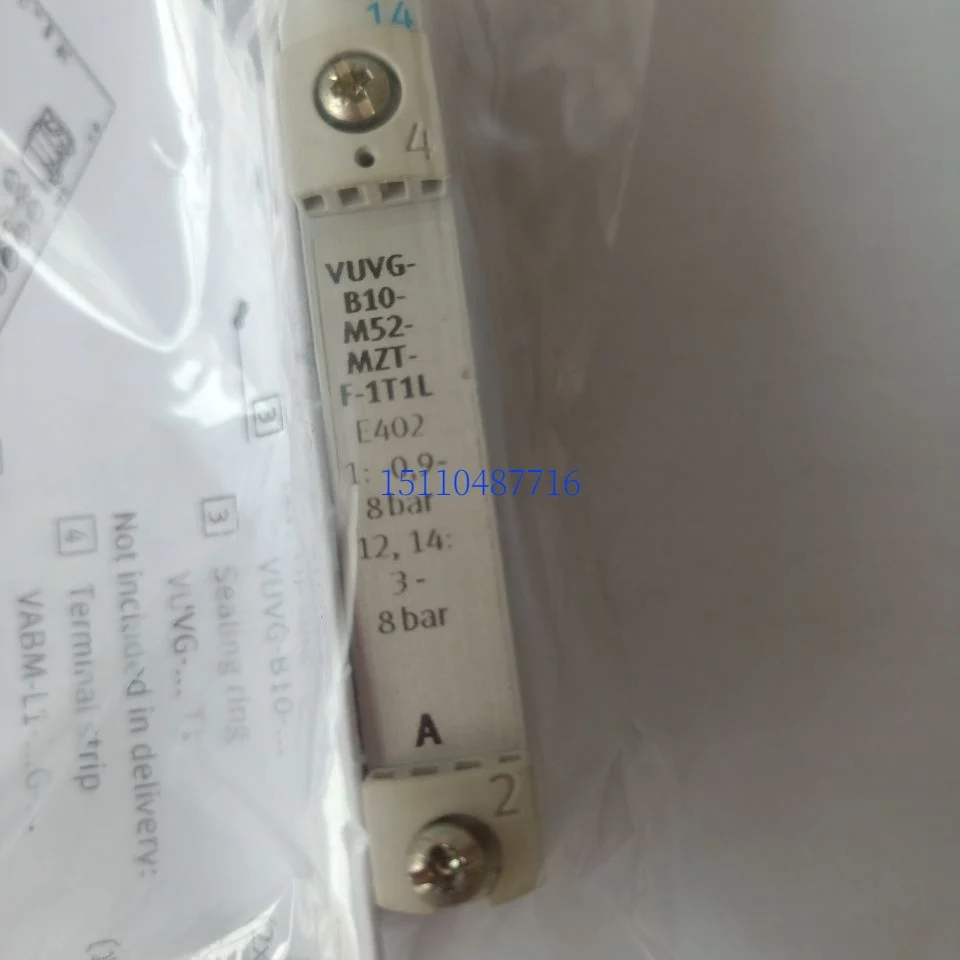 14
4
VUVG-
B10-
M52-
MZT-
F-1T1L
E402
1: 0,9-
8 bar
12, 14:
3 -
8 bar
A
2
15110487716
3
VUVG-B10-...
3
Sealing ring
VUVG-...
Not included in delivery:
4
Terminal strip
VABM-L1-...G-...